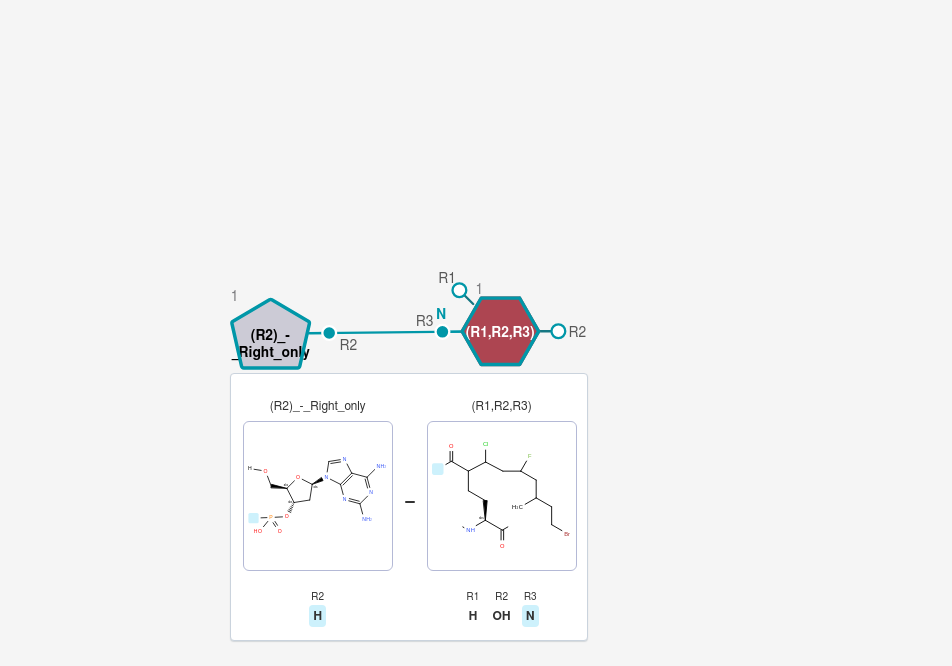 R1
1
1
N
R3
(R2)_-
_Right_only
(R1,R2,R3)
R2
R2
(R2)_-_Right_only
(R1,R2,R3)
H
O
O
N
N
N
N
N
NH₂
NH₂
O
O
P
HO
O
–
O
Cl
F
H₃C
NH
O
Br
R2
H
R1 R2 R3
H OH N